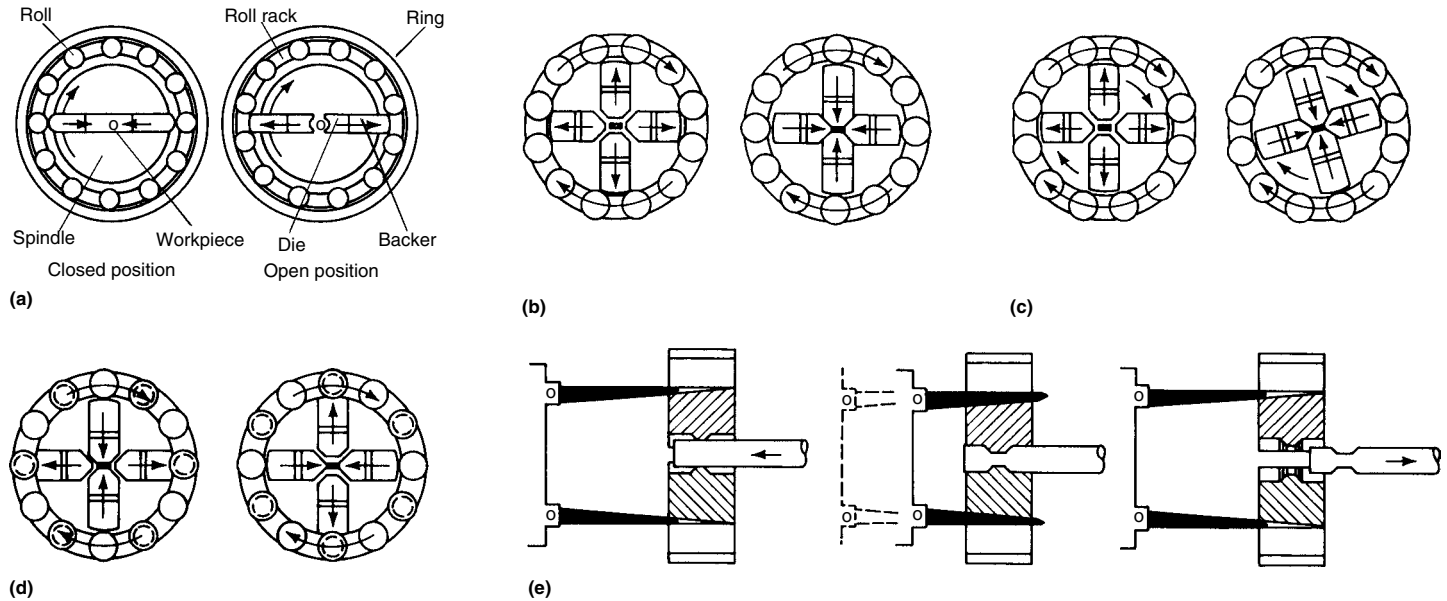 Roll
Roll rack
Ring
Spindle
Workpiece
Die
Backer
Closed position
Open position
(a)
(b)
(c)
(d)
(e)